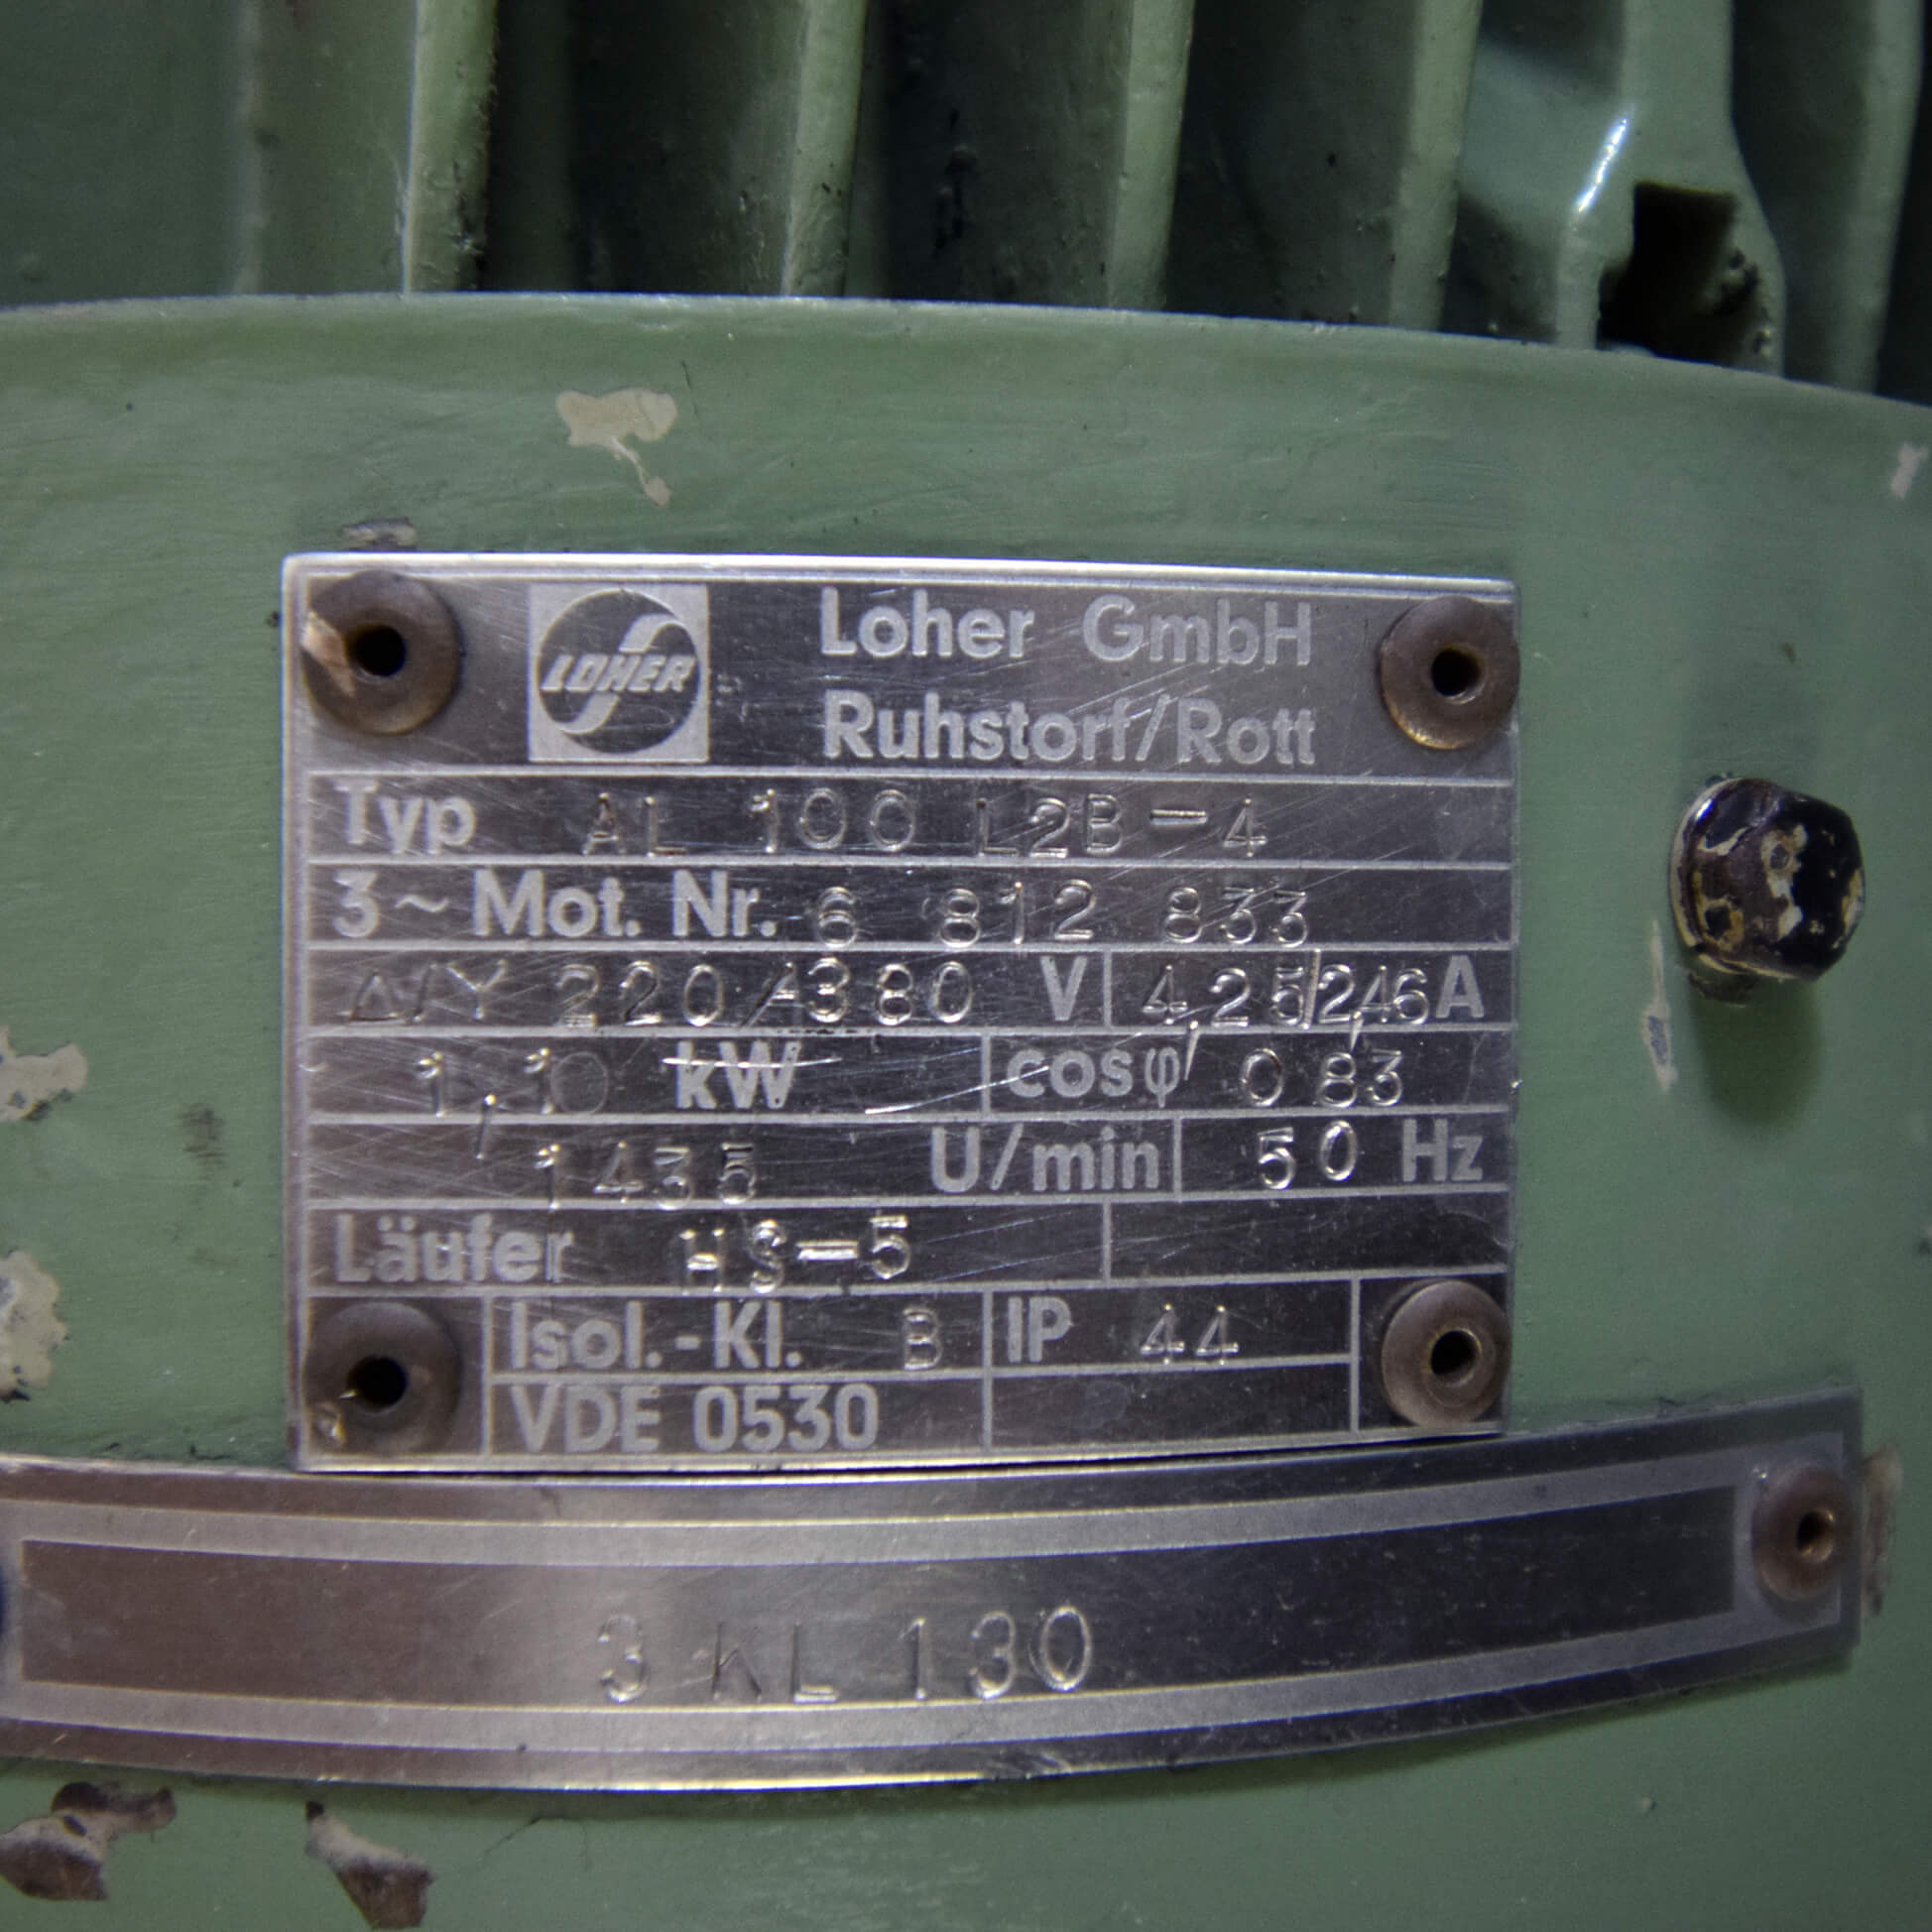 LOHER
Loher GmbH
Ruhstorf/Rott
Typ AL 100 L2B-4
3~ Mot. Nr. 6 812 833
Δ/Y 220/380 V 4,25/2,46 A
1,10 kW cosφ 0,83
1435 U/min 50 Hz
Läufer HS-5
Isol.-Kl. B IP 44
VDE 0530
3 KL 130